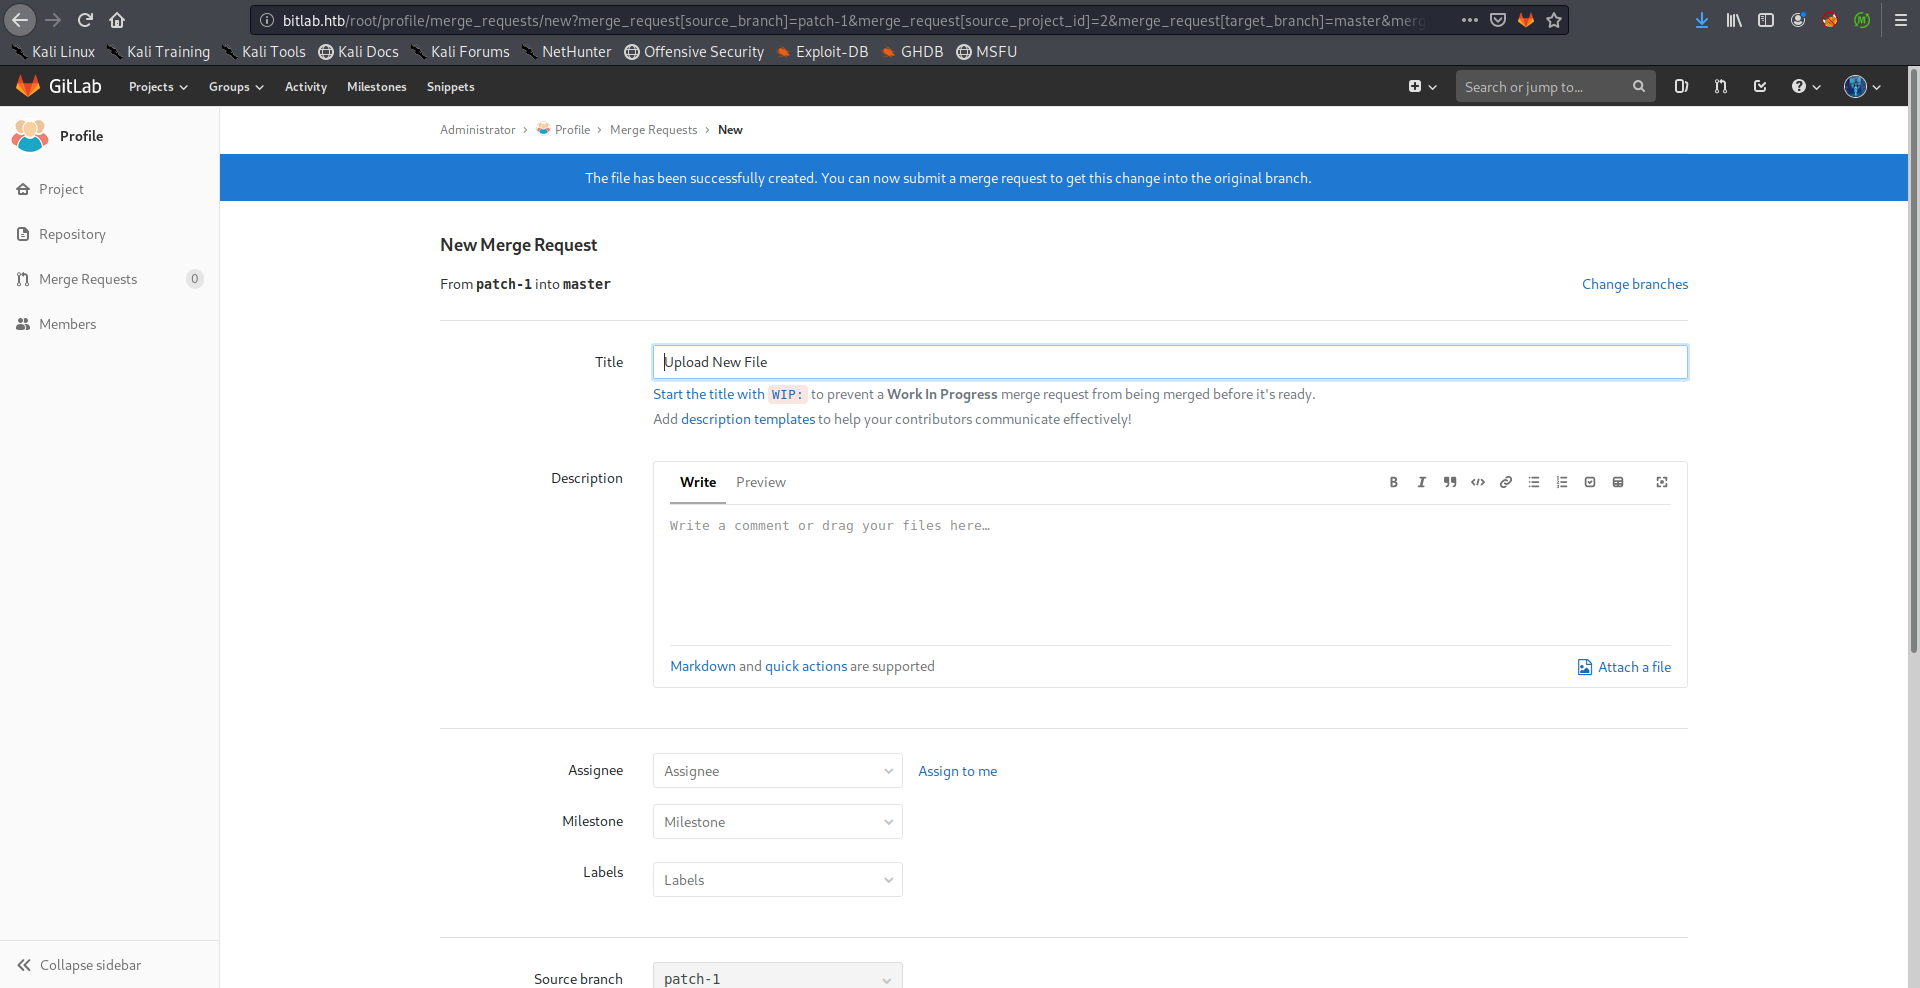 bitlab.htb/root/profile/merge_requests/new?merge_request[source_branch]=patch-1&merge_request[source_project_id]=2&merge_request[target_branch]=master&merg
Kali Linux Kali Training Kali Tools Kali Docs Kali Forums NetHunter Offensive Security Exploit-DB GHDB MSFU
GitLab Projects Groups Activity Milestones Snippets Search or jump to...
Profile
Administrator › Profile › Merge Requests › New
The file has been successfully created. You can now submit a merge request to get this change into the original branch.
Project
Repository
Merge Requests 0
Members
New Merge Request
From patch-1 into master Change branches
Title Upload New File
Start the title with WIP: to prevent a Work In Progress merge request from being merged before it's ready.
Add description templates to help your contributors communicate effectively!
Description Write Preview
Write a comment or drag your files here…
Markdown and quick actions are supported Attach a file
Assignee Assignee Assign to me
Milestone Milestone
Labels Labels
Source branch patch-1
Collapse sidebar